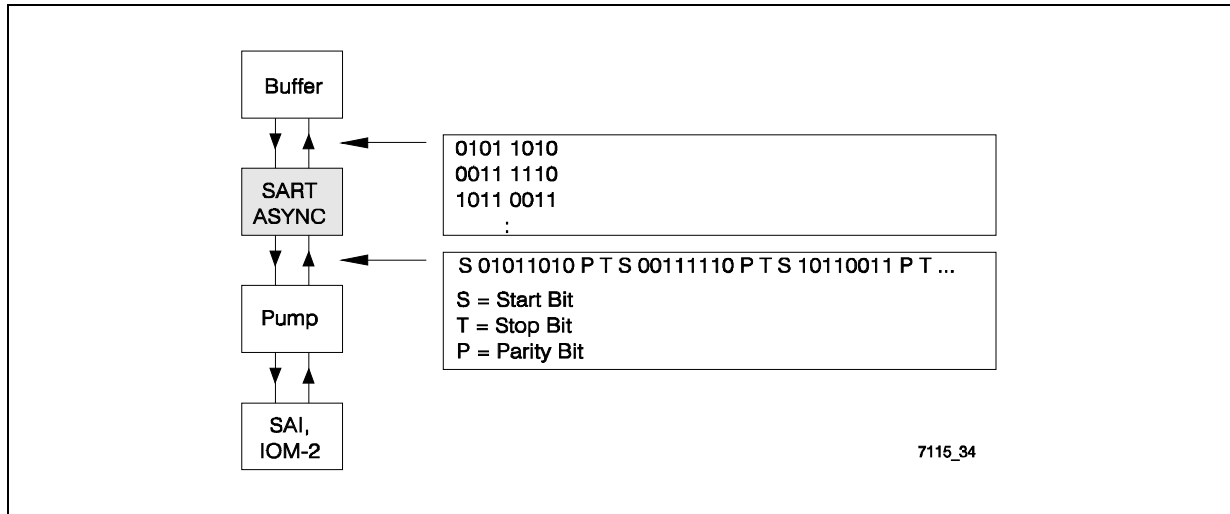 Buffer
0101 1010
0011 1110
1011 0011
:
SART
ASYNC
S 01011010 P T S 00111110 P T S 10110011 P T ...
S = Start Bit
T = Stop Bit
P = Parity Bit
Pump
SAI,
IOM-2
7115_34